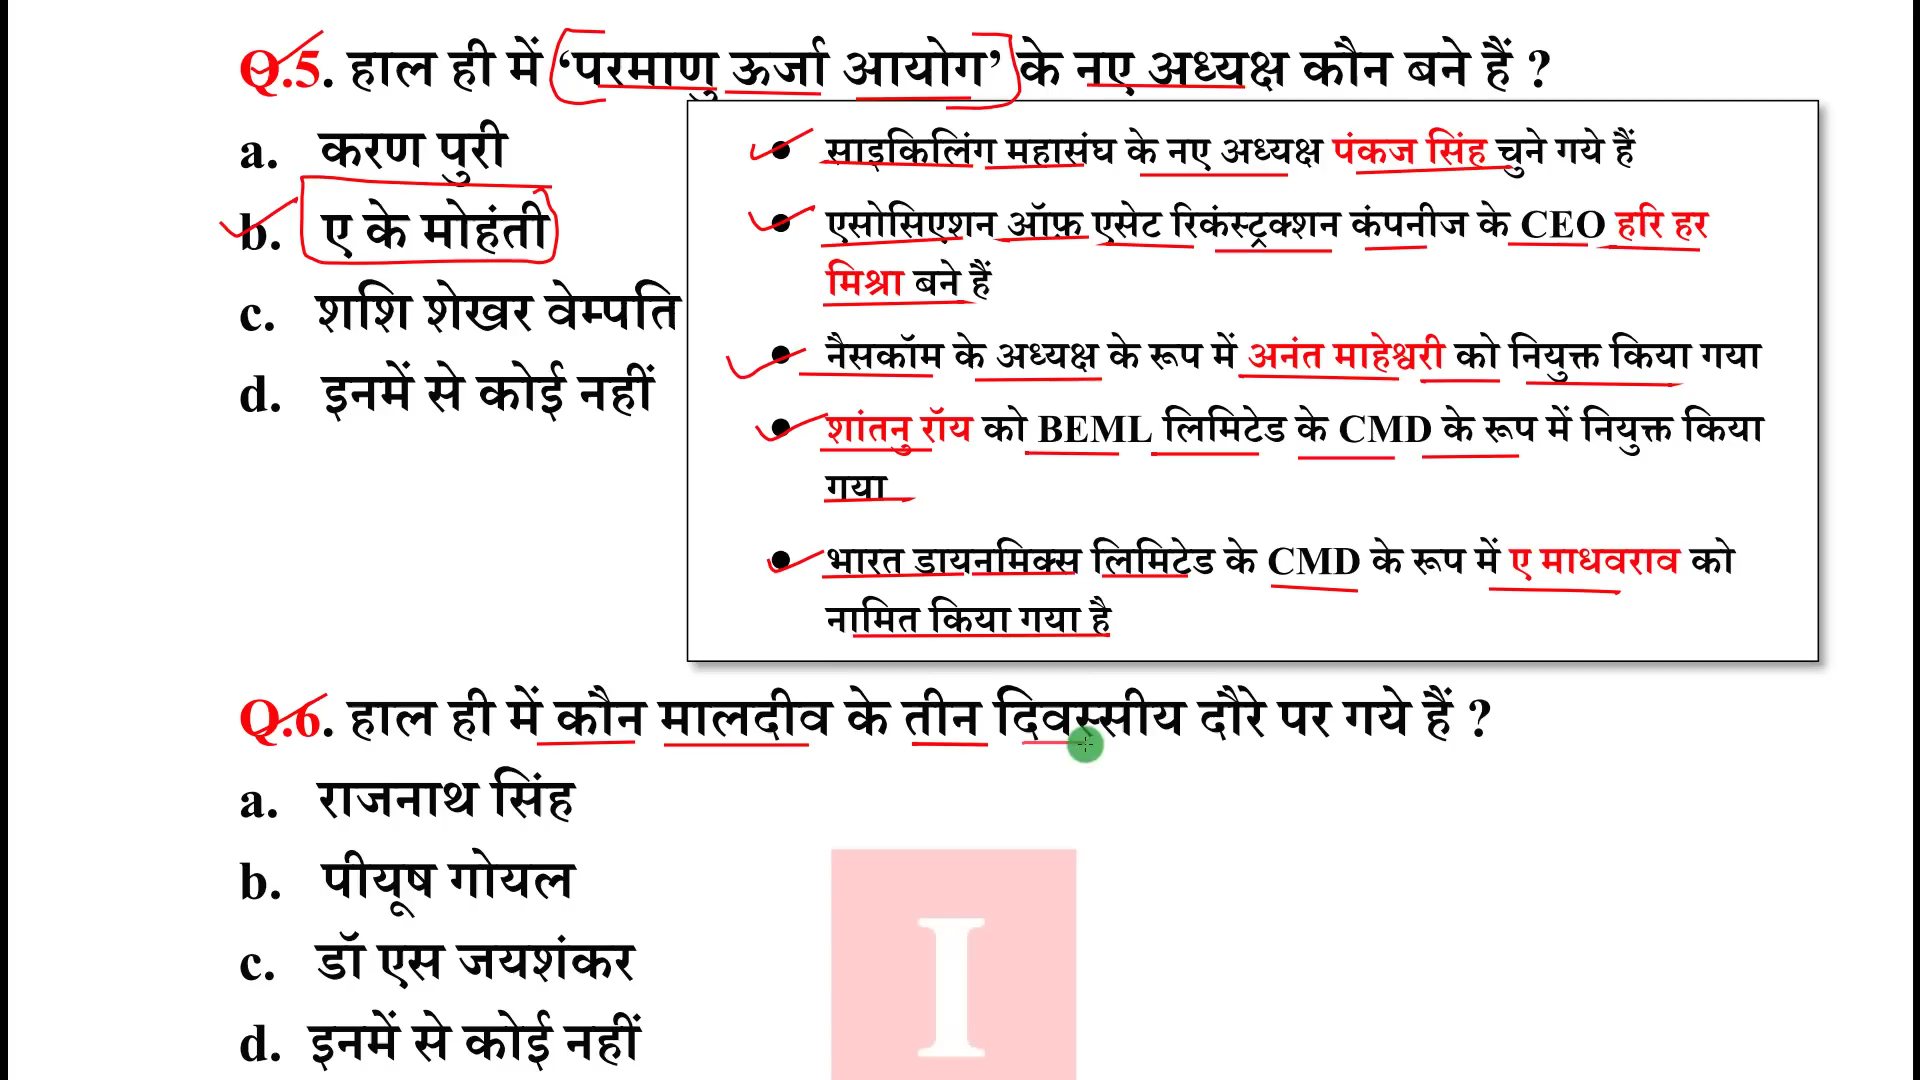 Q.5. हाल ही में ‘परमाणु ऊर्जा आयोग’ के नए अध्यक्ष कौन बने हैं ?
a. करण पुरी
b. ए के मोहंती
c. शशि शेखर वेम्पति
d. इनमें से कोई नहीं
● साइकिलिंग महासंघ के नए अध्यक्ष पंकज सिंह चुने गये हैं
● एसोसिएशन ऑफ़ एसेट रिकंस्ट्रक्शन कंपनीज के CEO हरि हर
मिश्रा बने हैं
● नैसकॉम के अध्यक्ष के रूप में अनंत माहेश्वरी को नियुक्त किया गया
● शांतनु रॉय को BEML लिमिटेड के CMD के रूप में नियुक्त किया
गया
● भारत डायनमिक्स लिमिटेड के CMD के रूप में ए माधवराव को
नामित किया गया है
Q.6. हाल ही में कौन मालदीव के तीन दिवस्सीय दौरे पर गये हैं ?
a. राजनाथ सिंह
b. पीयूष गोयल
c. डॉ एस जयशंकर
d. इनमें से कोई नहीं
I